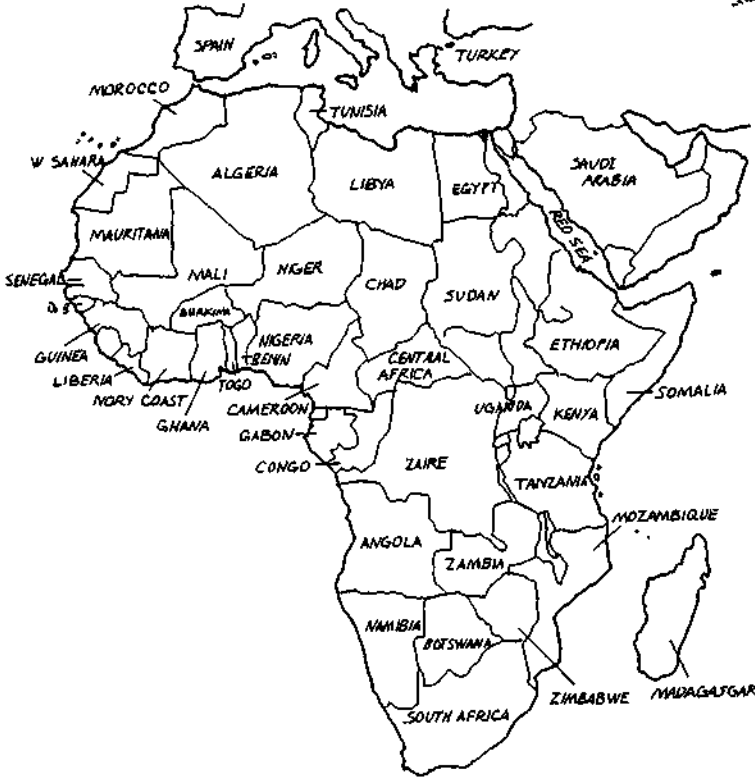 SPAIN
TURKEY
MOROCCO
TUNISIA
W SAHARA
ALGERIA
LIBYA
EGYPT
SAUDI
ARABIA
RED SEA
MAURITANA
MALI
NIGER
CHAD
SUDAN
SENEGAL
BURKINA
NIGERIA
BENIN
ETHIOPIA
GUINEA
LIBERIA
IVORY COAST
GHANA
TOGO
CAMEROON
CENTRAL
AFRICA
UGANDA
KENYA
SOMALIA
GABON
CONGO
ZAIRE
TANZANIA
MOZAMBIQUE
ANGOLA
ZAMBIA
NAMIBIA
BOTSWANA
ZIMBABWE
MADAGASGAR
SOUTH AFRICA